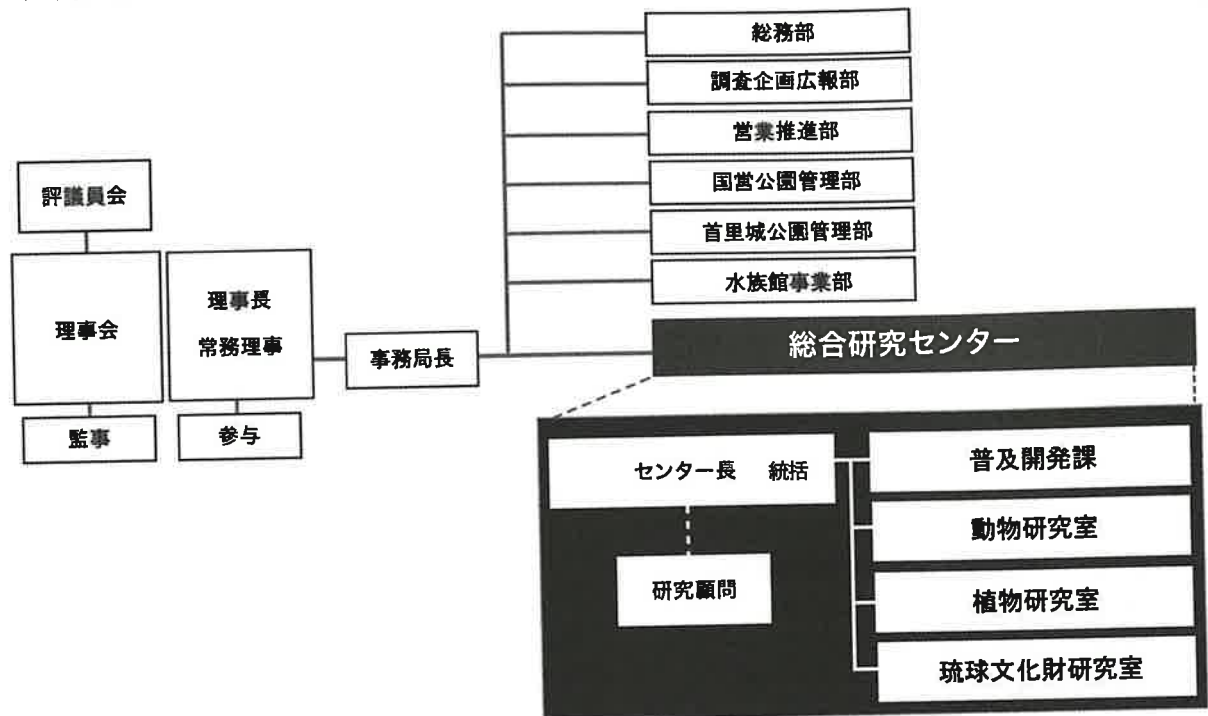 総務部
調査企画広報部
営業推進部
国営公園管理部
首里城公園管理部
水族館事業部
評議員会
理事会
監事
理事長
常務理事
参与
事務局長
総合研究センター
センター長 統括
研究顧問
普及開発課
動物研究室
植物研究室
琉球文化財研究室